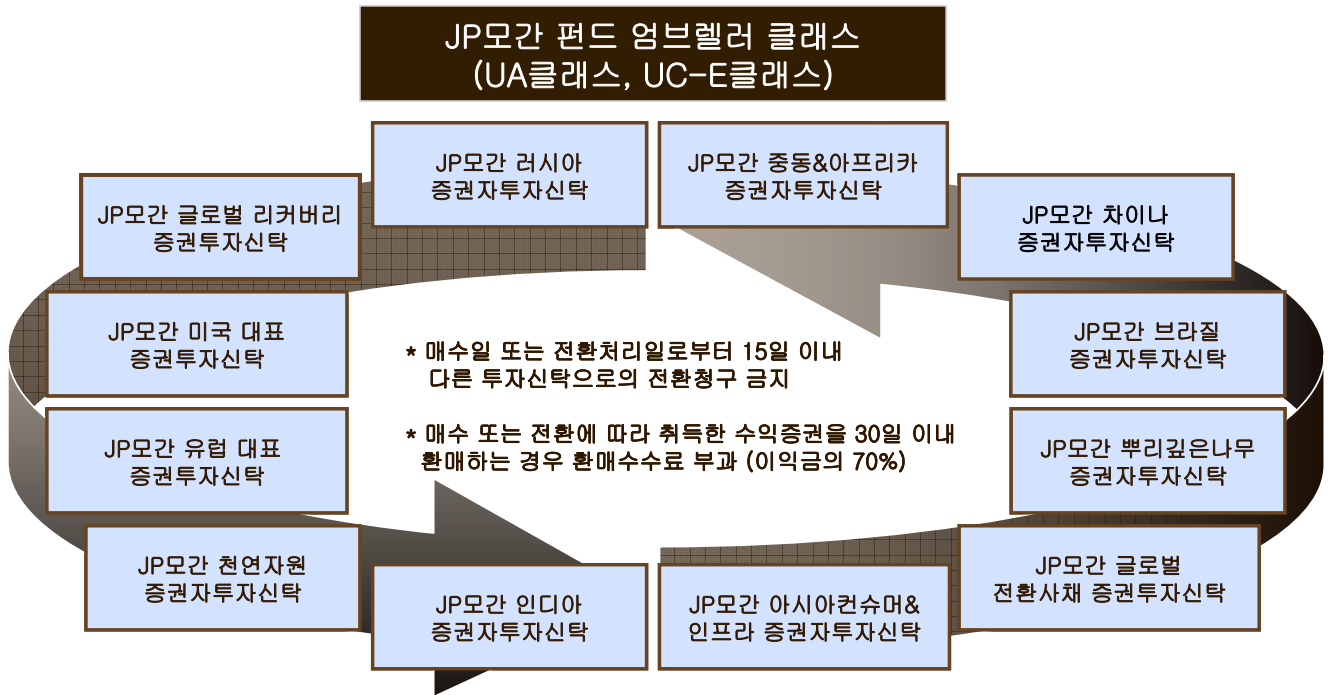 JP모간 펀드 엄브렐러 클래스
(UA클래스, UC-E클래스)
JP모간 러시아
증권자투자신탁
JP모간 중동&아프리카
증권자투자신탁
JP모간 글로벌 리커버리
증권투자신탁
JP모간 차이나
증권자투자신탁
JP모간 미국 대표
증권투자신탁
JP모간 브라질
증권자투자신탁
* 매수일 또는 전환처리일로부터 15일 이내
다른 투자신탁으로의 전환청구 금지
* 매수 또는 전환에 따라 취득한 수익증권을 30일 이내
환매하는 경우 환매수수료 부과 (이익금의 70%)
JP모간 유럽 대표
증권투자신탁
JP모간 뿌리깊은나무
증권자투자신탁
JP모간 천연자원
증권자투자신탁
JP모간 글로벌
전환사채 증권투자신탁
JP모간 인디아
증권자투자신탁
JP모간 아시아컨슈머&
인프라 증권자투자신탁